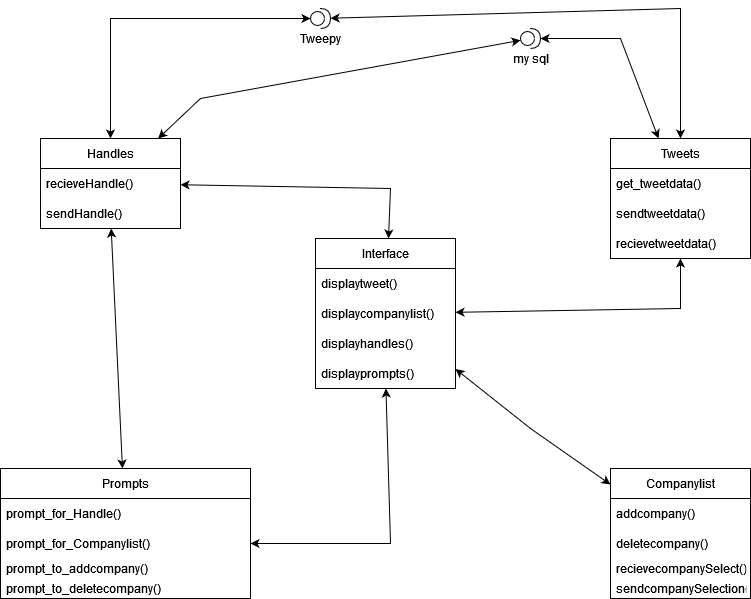 Tweepy
my sql
Handles
recieveHandle()
sendHandle()
Tweets
get_tweetdata()
sendtweetdata()
recievetweetdata()
Interface
displaytweet()
displaycompanylist()
displayhandles()
displayprompts()
Prompts
prompt_for_Handle()
prompt_for_Companylist()
prompt_to_addcompany()
prompt_to_deletecompany()
Companylist
addcompany()
deletecompany()
recievecompanySelect()
sendcompanySelection